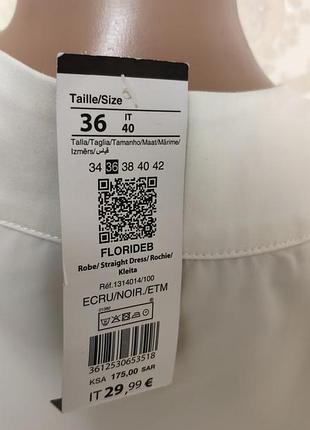 Taille/Size
36
IT
40
Talla/Taglia/Tamanho/Maat/Mărime/
Izmērs/قياس
34 36 38 40 42
FLORIDEB
Robe/ Straight Dress/ Rochie/
Kleita
Réf.1314014/100
ECRU/NOIR./ETM
3612530653518
KSA 175,00 SAR
IT 29,99 €